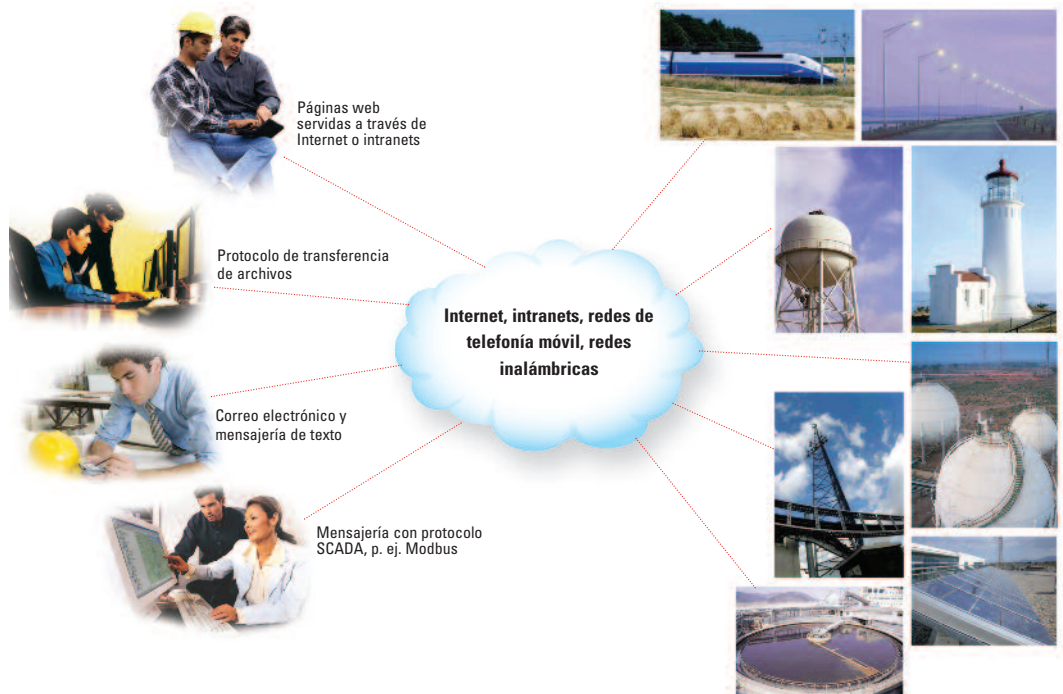 Páginas web
servidas a través de
Internet o intranets
Protocolo de transferencia
de archivos
Internet, intranets, redes de
telefonía móvil, redes
inalámbricas
Correo electrónico y
mensajería de texto
Mensajería con protocolo
SCADA, p. ej. Modbus